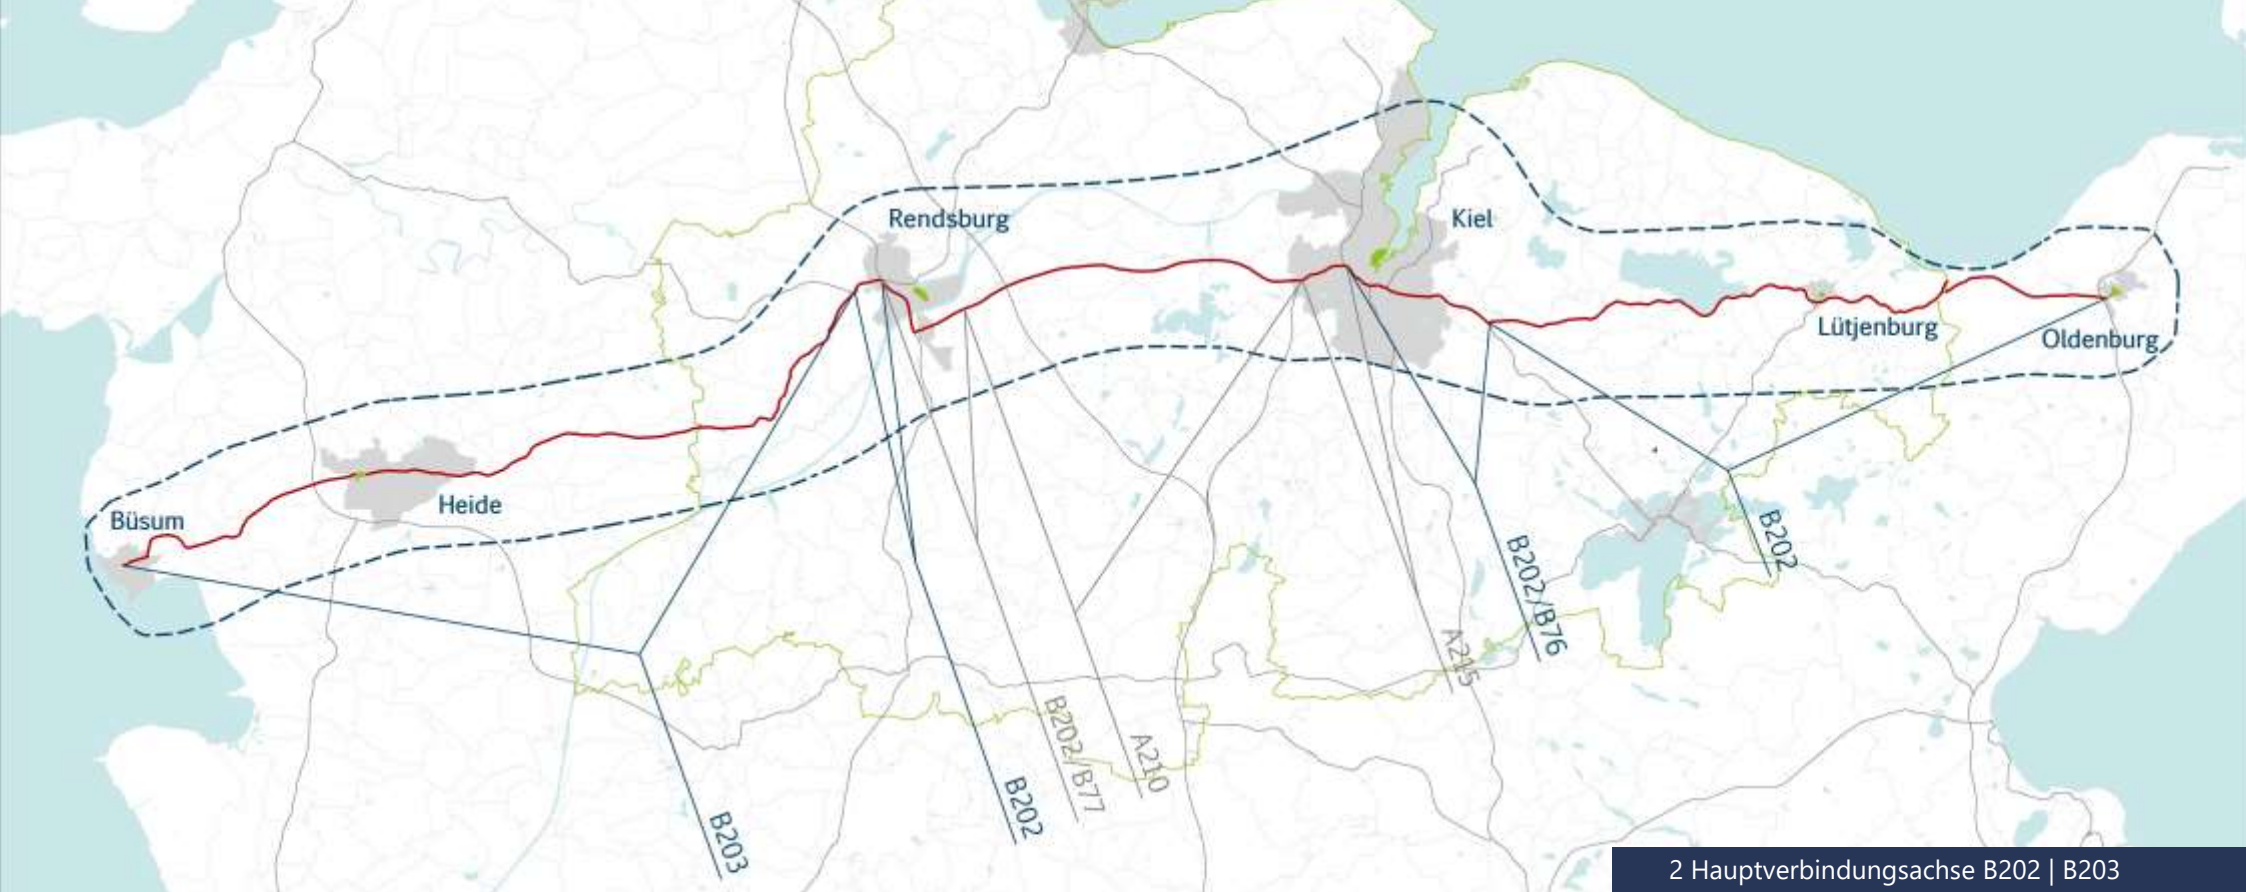 Rendsburg
Kiel
Lütjenburg
Oldenburg
Heide
Büsum
B202
B202/B76
A215
B202/B77
A210
B202
B203
2 Hauptverbindungsachse B202 | B203